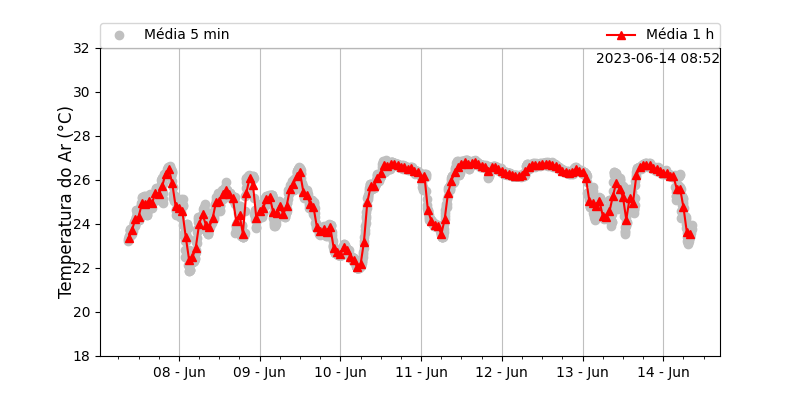 Média 5 min
Média 1 h
2023-06-14 08:52
Temperatura do Ar (°C)
32
30
28
26
24
22
20
18
08 - Jun
09 - Jun
10 - Jun
11 - Jun
12 - Jun
13 - Jun
14 - Jun